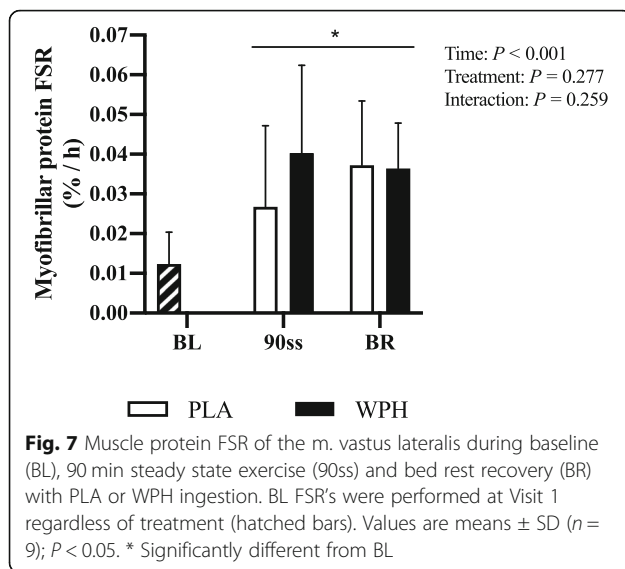 0.07
0.06
0.05
0.04
0.03
0.02
0.01
0.00
Myofibrillar protein FSR
(% / h)
*
Time: P < 0.001
Treatment: P = 0.277
Interaction: P = 0.259
BL
90ss
BR
PLA
WPH
Fig. 7 Muscle protein FSR of the m. vastus lateralis during baseline
(BL), 90 min steady state exercise (90ss) and bed rest recovery (BR)
with PLA or WPH ingestion. BL FSR's were performed at Visit 1
regardless of treatment (hatched bars). Values are means ± SD (n =
9); P < 0.05. * Significantly different from BL